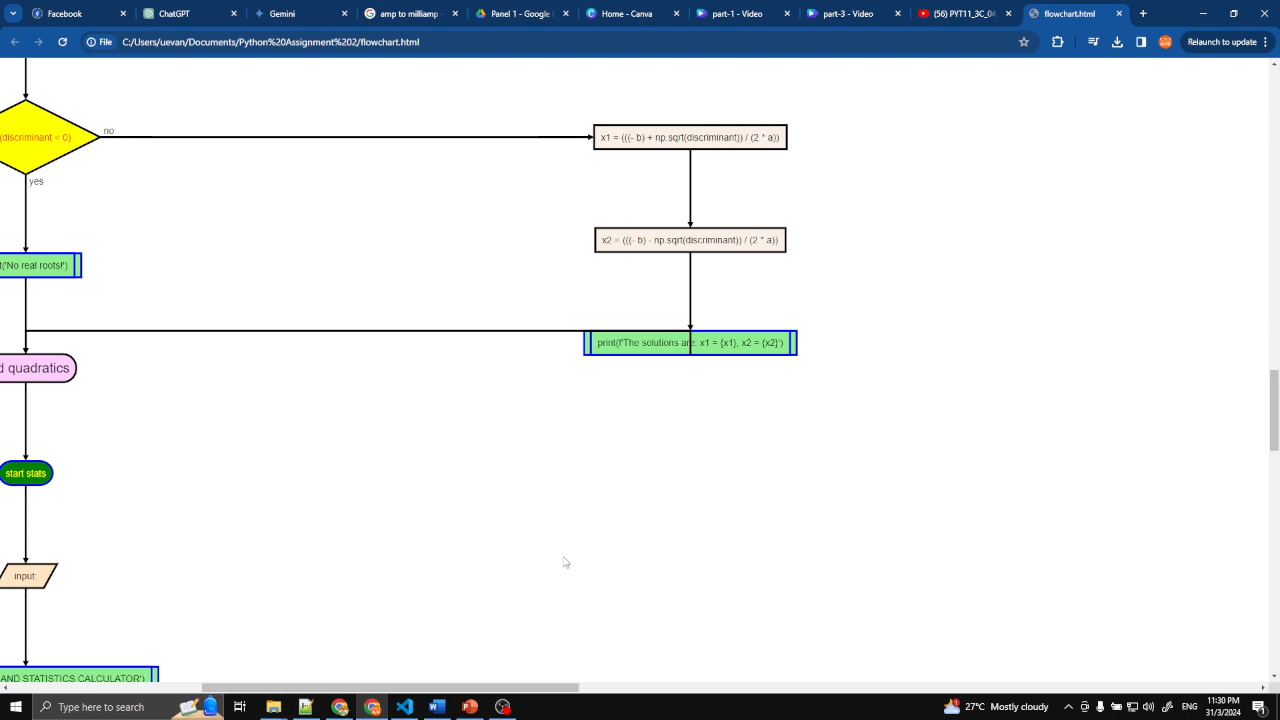 Facebook
ChatGPT
Gemini
amp to milliamp -
Panel 1 - Google
Home - Canva
part-1 - Video
part-3 - Video
(56) PYT11_3C_04
flowchart.html
File
C:/Users/uevan/Documents/Python%20Assignment%202/flowchart.html
Relaunch to update
(discriminant < 0)
no
yes
x1 = (((- b) + np.sqrt(discriminant)) / (2 * a))
x2 = (((- b) - np.sqrt(discriminant)) / (2 * a))
t('No real roots!')
print(f'The solutions are: x1 = {x1}, x2 = {x2}')
d quadratics
start stats
input:
AND STATISTICS CALCULATOR')
Type here to search
27°C Mostly cloudy
ENG
11:30 PM
31/3/2024